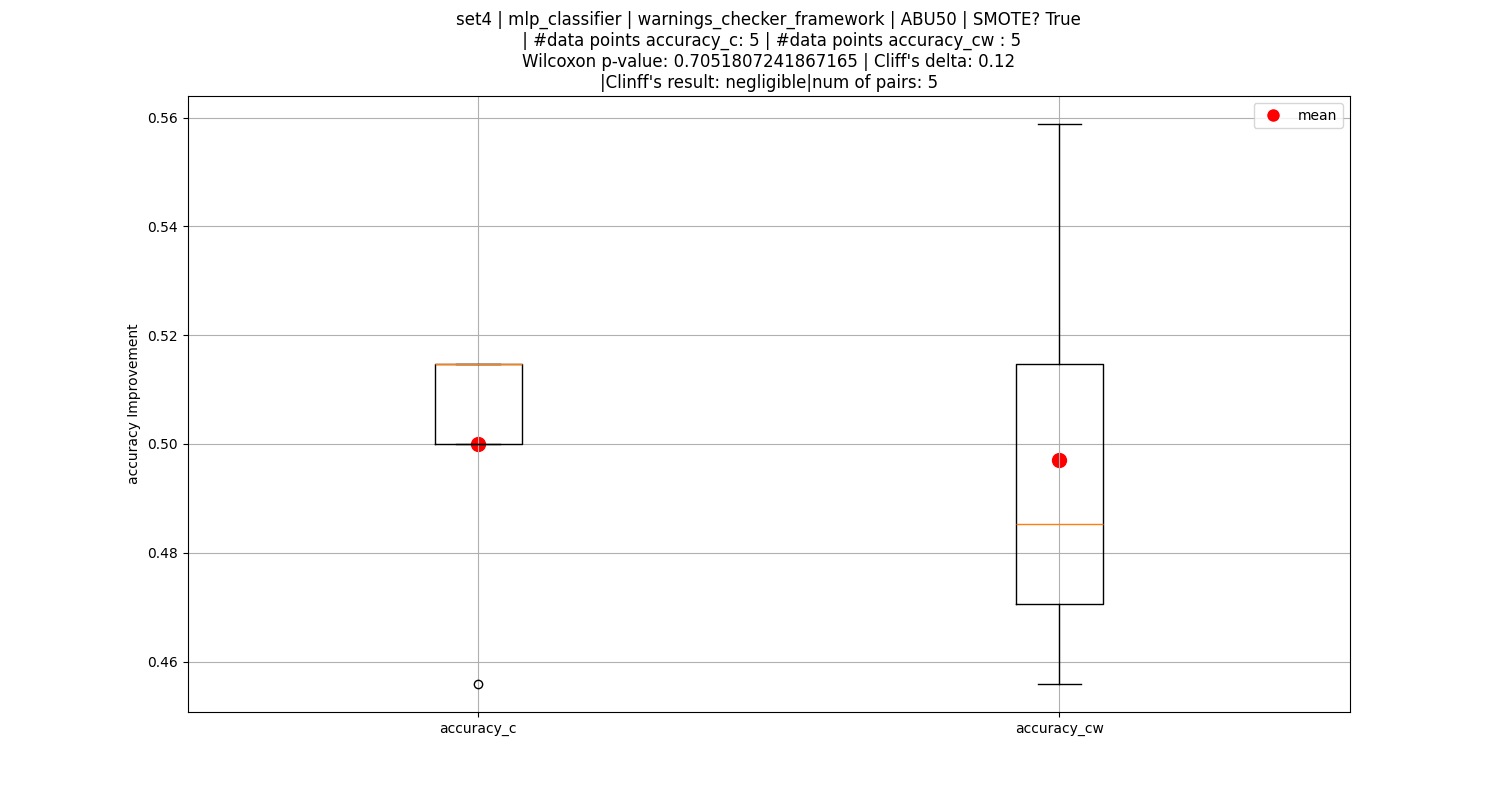 set4 | mlp_classifier | warnings_checker_framework | ABU50 | SMOTE? True
| #data points accuracy_c: 5 | #data points accuracy_cw : 5
Wilcoxon p-value: 0.7051807241867165 | Cliff's delta: 0.12
|Clinff's result: negligible|num of pairs: 5
mean
accuracy Improvement
0.56
0.54
0.52
0.50
0.48
0.46
accuracy_c
accuracy_cw